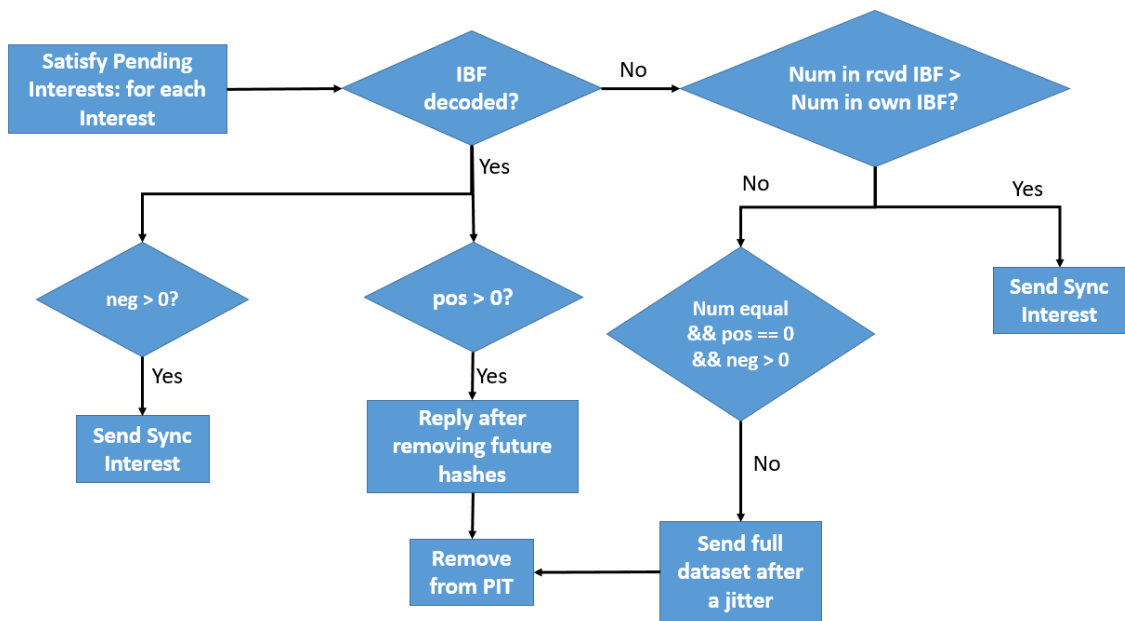 Satisfy Pending
Interests: for each
Interest
IBF
decoded?
No
Num in rcvd IBF >
Num in own IBF?
Yes
No
Yes
neg > 0?
pos > 0?
Num equal
&& pos == 0
&& neg > 0
Send Sync
Interest
Yes
Yes
Send Sync
Interest
Reply after
removing future
hashes
No
Remove
from PIT
Send full
dataset after
a jitter